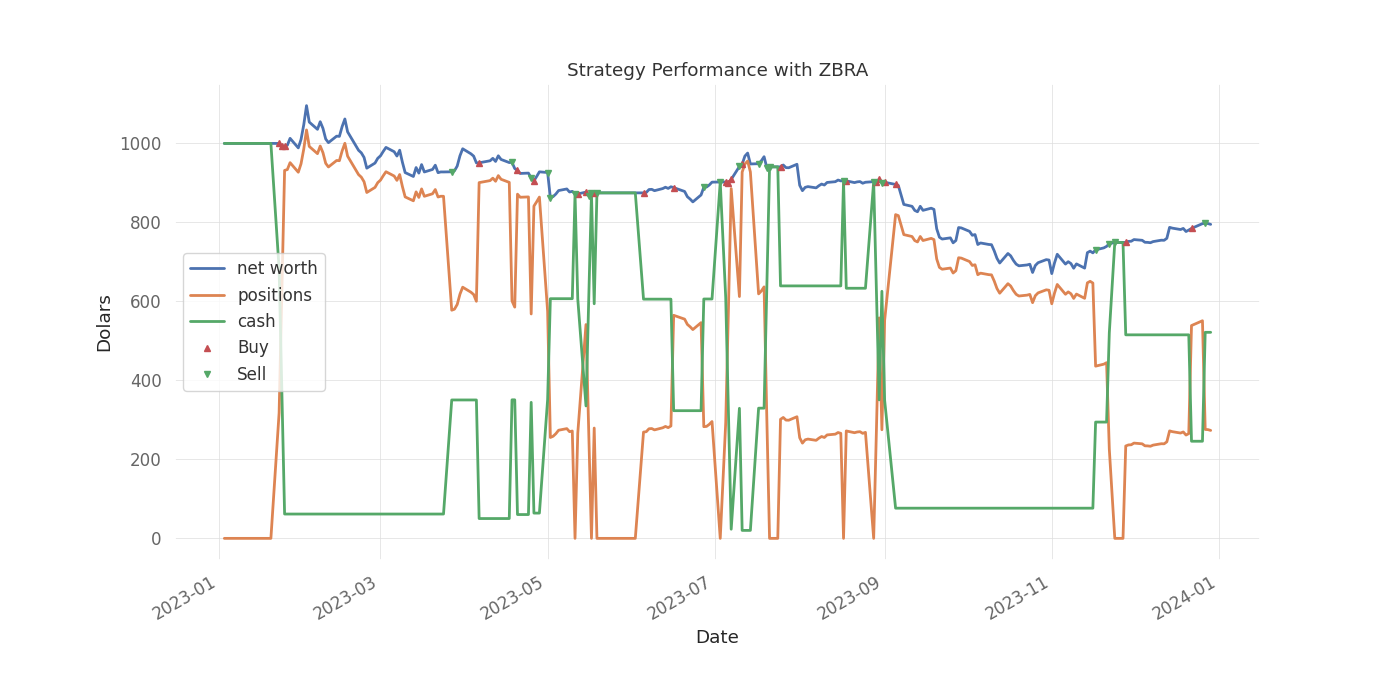 Strategy Performance with ZBRA
1000
800
600
400
200
0
Dolars
net worth
positions
cash
Buy
Sell
2023-01
2023-03
2023-05
2023-07
2023-09
2023-11
2024-01
Date